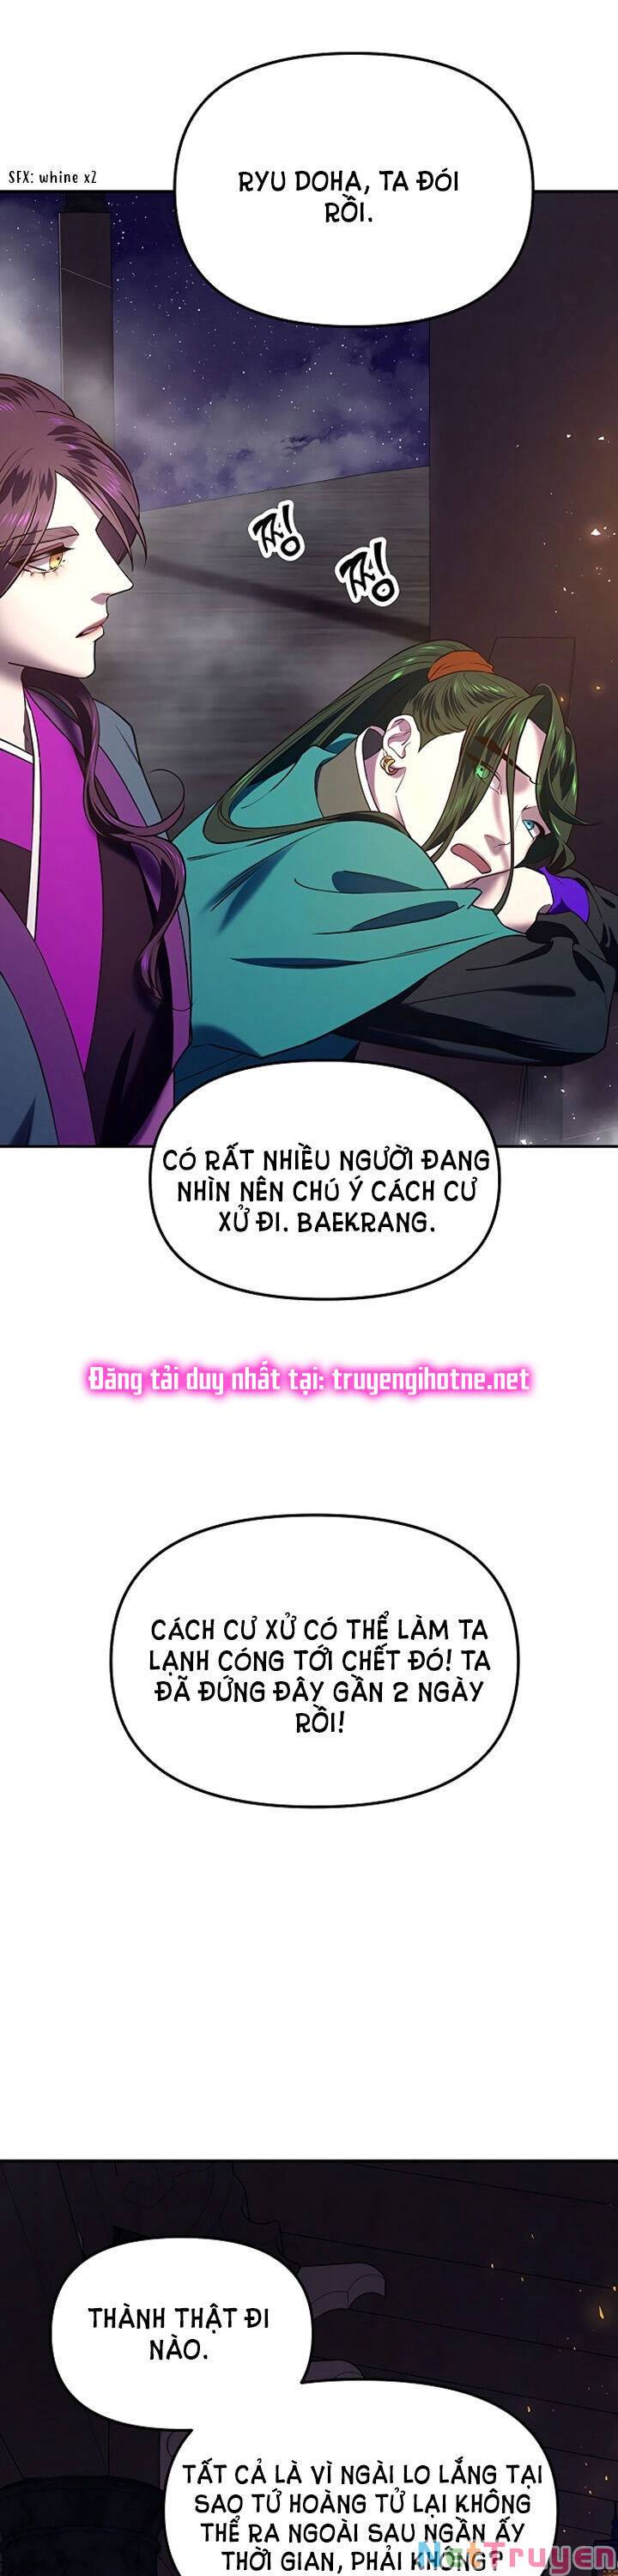 RYU DOHA, TA ĐÓI
RỒI.
SFX: whine x2
찡!
찡!
CÓ RẤT NHIỀU NGƯỜI ĐANG
NHÌN NÊN CHÚ Ý CÁCH CƯ
XỬ ĐI. BAEKRANG.
Đăng tải duy nhất tại: truyengihotne.net
CÁCH CƯ XỬ CÓ THỂ LÀM TA
LẠNH CÓNG TỚI CHẾT ĐÓ! TA
ĐÃ ĐỨNG ĐÂY GẦN 2 NGÀY
RỒI!
THÀNH THẬT ĐI
NÀO.
TẤT CẢ LÀ VÌ NGÀI LO LẮNG TẠI
SAO TỨ HOÀNG TỬ LẠI KHÔNG
THỂ RA NGOÀI SAU NGẦN ẤY
THỜI GIAN, PHẢI KHÔNG?
NetTruyen